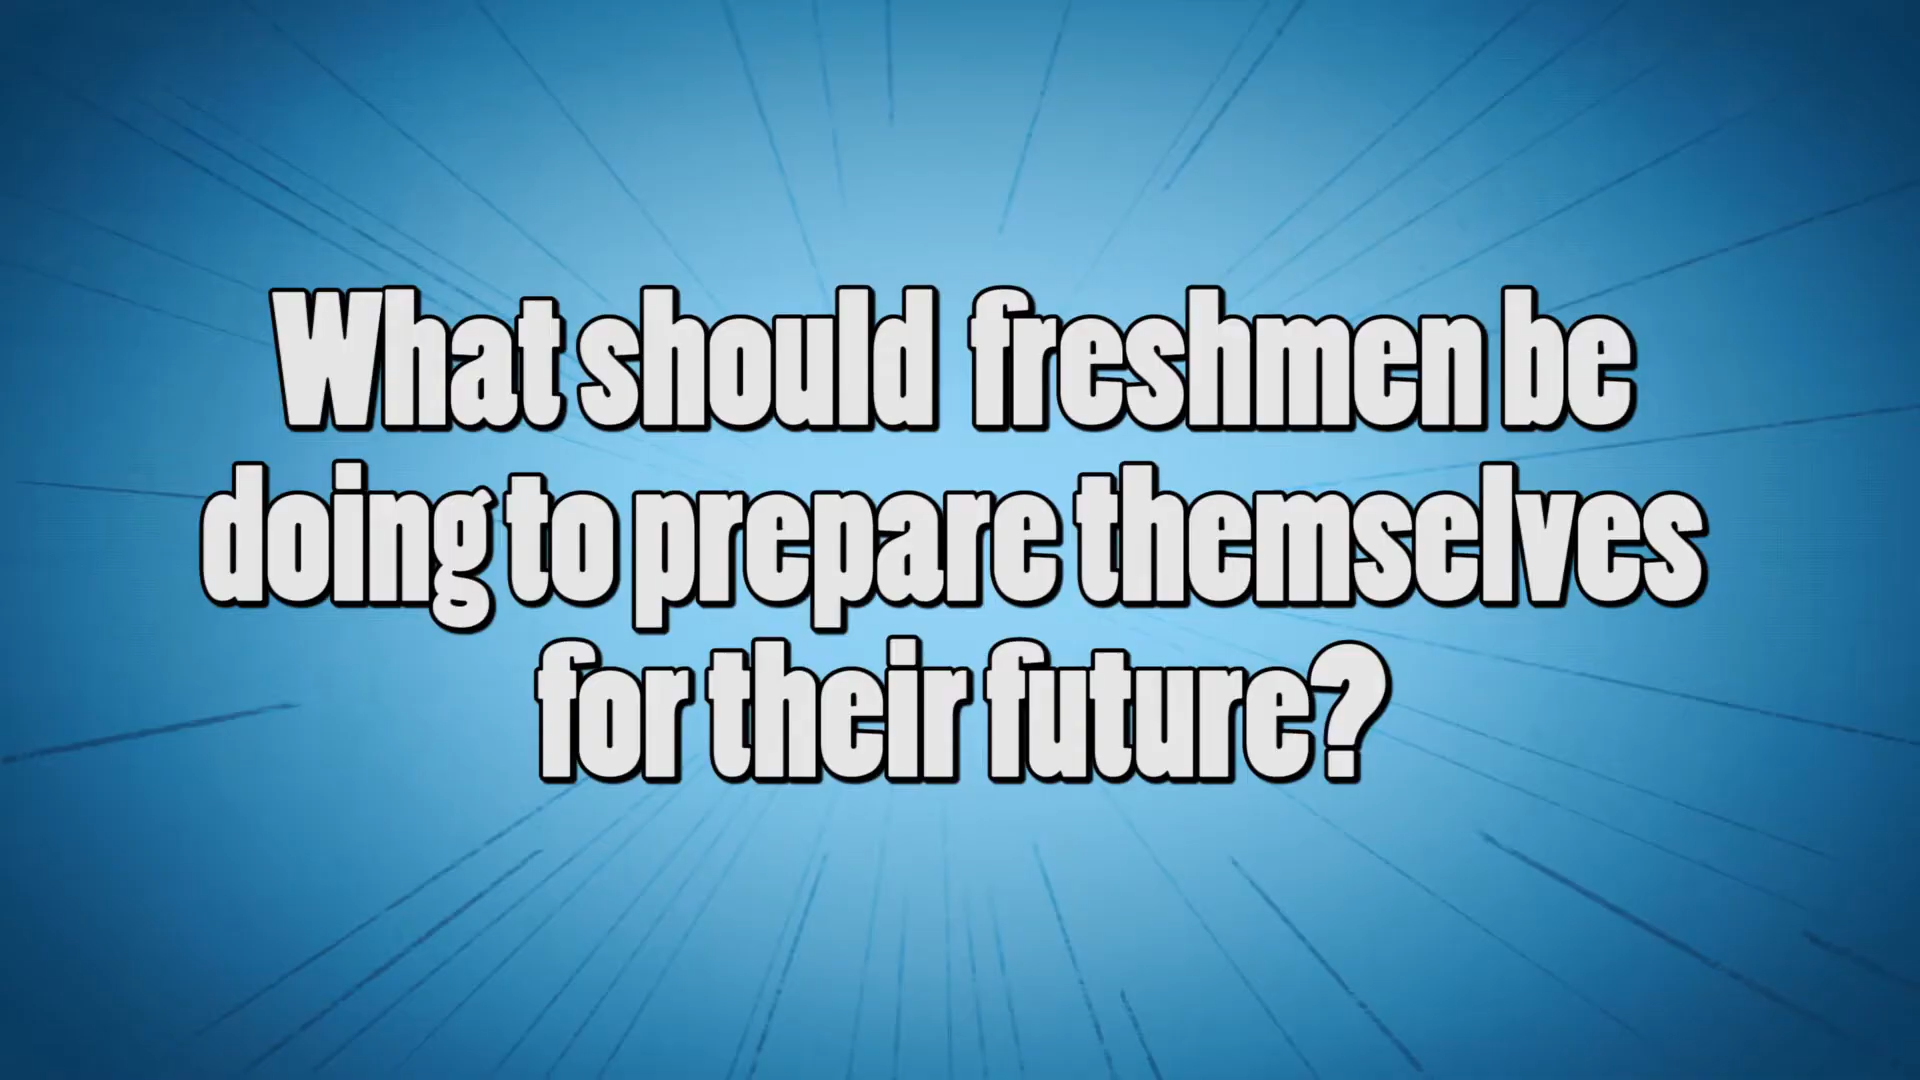 What should freshmen be
doing to prepare themselves
for their future?